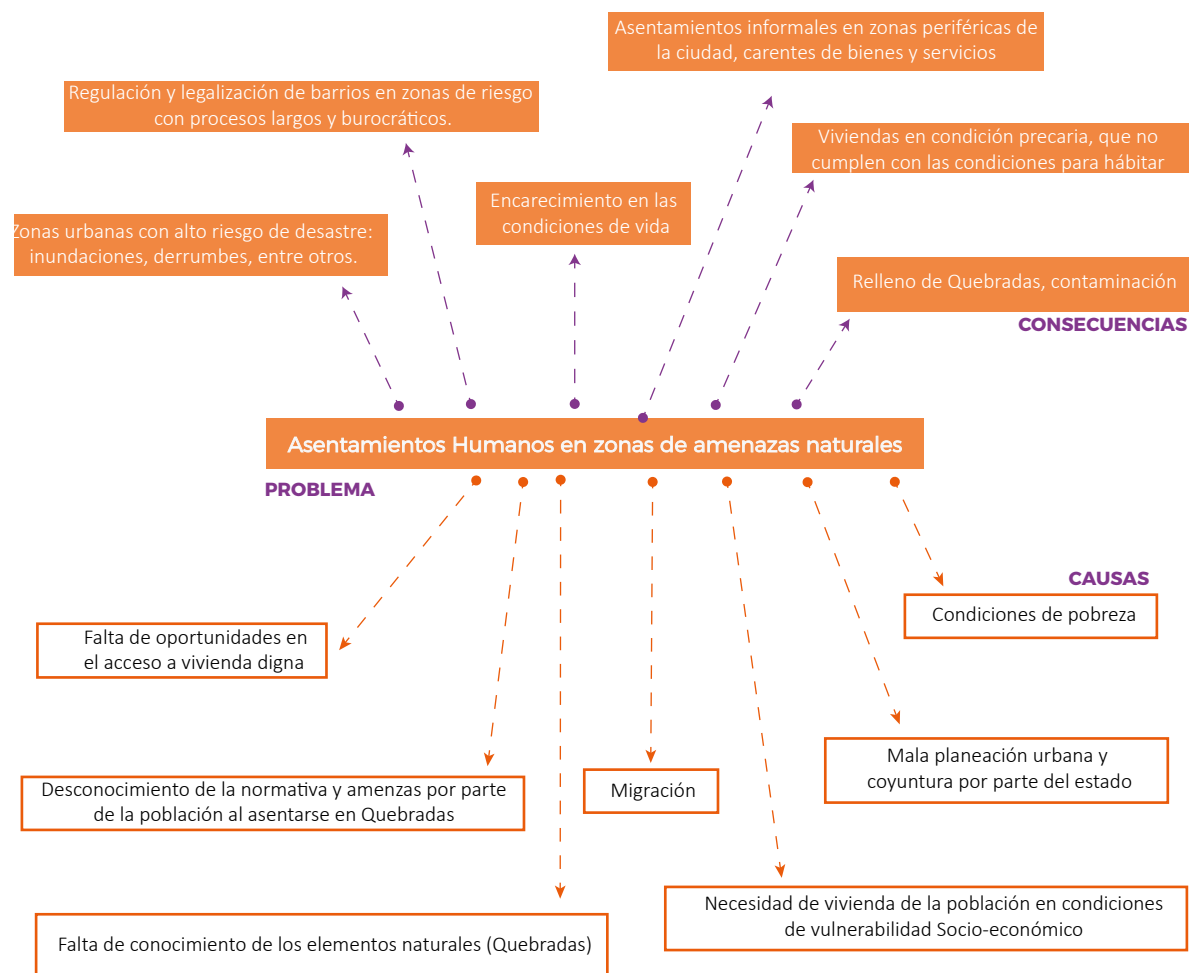 Asentamientos informales en zonas periféricas de
la ciudad, carentes de bienes y servicios
Regulación y legalización de barrios en zonas de riesgo
con procesos largos y burocráticos.
Viviendas en condición precaria, que no
cumplen con las condiciones para hábitar
Encarecimiento en las
condiciones de vida
Zonas urbanas con alto riesgo de desastre:
inundaciones, derrumbes, entre otros.
Relleno de Quebradas, contaminación
CONSECUENCIAS
Asentamientos Humanos en zonas de amenazas naturales
PROBLEMA
CAUSAS
Condiciones de pobreza
Falta de oportunidades en
el acceso a vivienda digna
Mala planeación urbana y
coyuntura por parte del estado
Desconocimiento de la normativa y amenzas por parte
de la población al asentarse en Quebradas
Migración
Necesidad de vivienda de la población en condiciones
de vulnerabilidad Socio-económico
Falta de conocimiento de los elementos naturales (Quebradas)